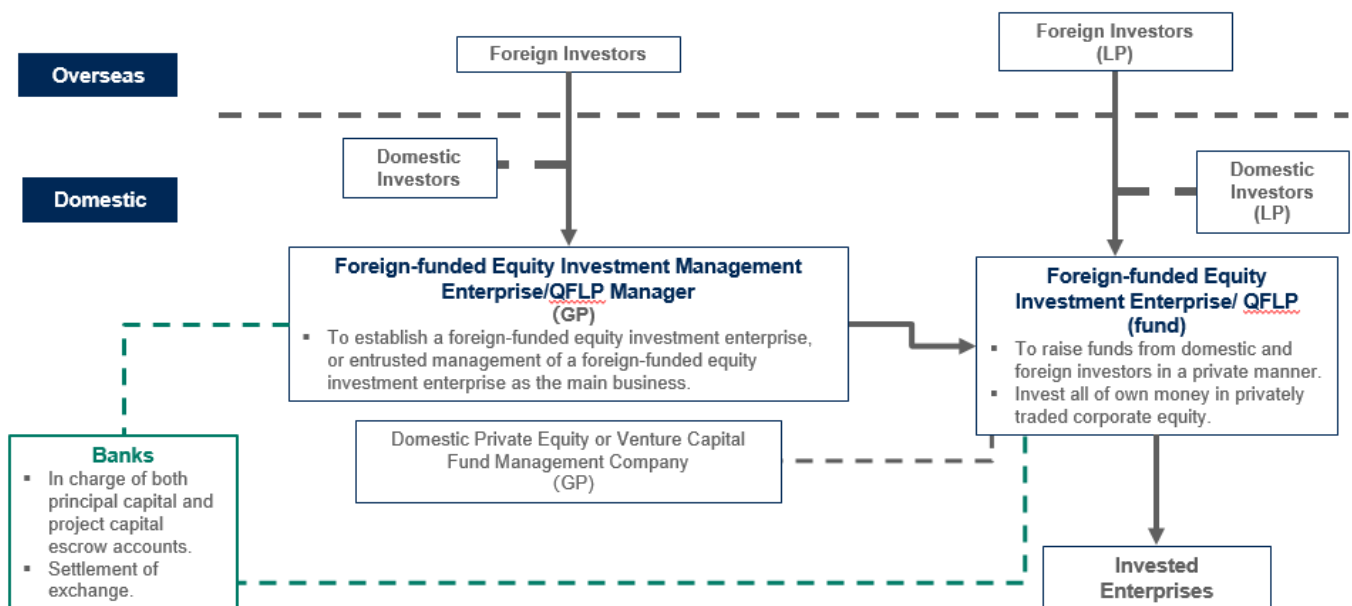 Overseas
Foreign Investors
Foreign Investors
(LP)
Domestic
Domestic
Investors
Domestic
Investors
(LP)
Foreign-funded Equity Investment Management
Enterprise/QFLP Manager
(GP)
▪ To establish a foreign-funded equity investment enterprise,
or entrusted management of a foreign-funded equity
investment enterprise as the main business.
Foreign-funded Equity
Investment Enterprise/ QFLP
(fund)
▪ To raise funds from domestic and
foreign investors in a private manner.
▪ Invest all of own money in privately
traded corporate equity.
Domestic Private Equity or Venture Capital
Fund Management Company
(GP)
Banks
▪ In charge of both
principal capital and
project capital
escrow accounts.
▪ Settlement of
exchange.
Invested
Enterprises